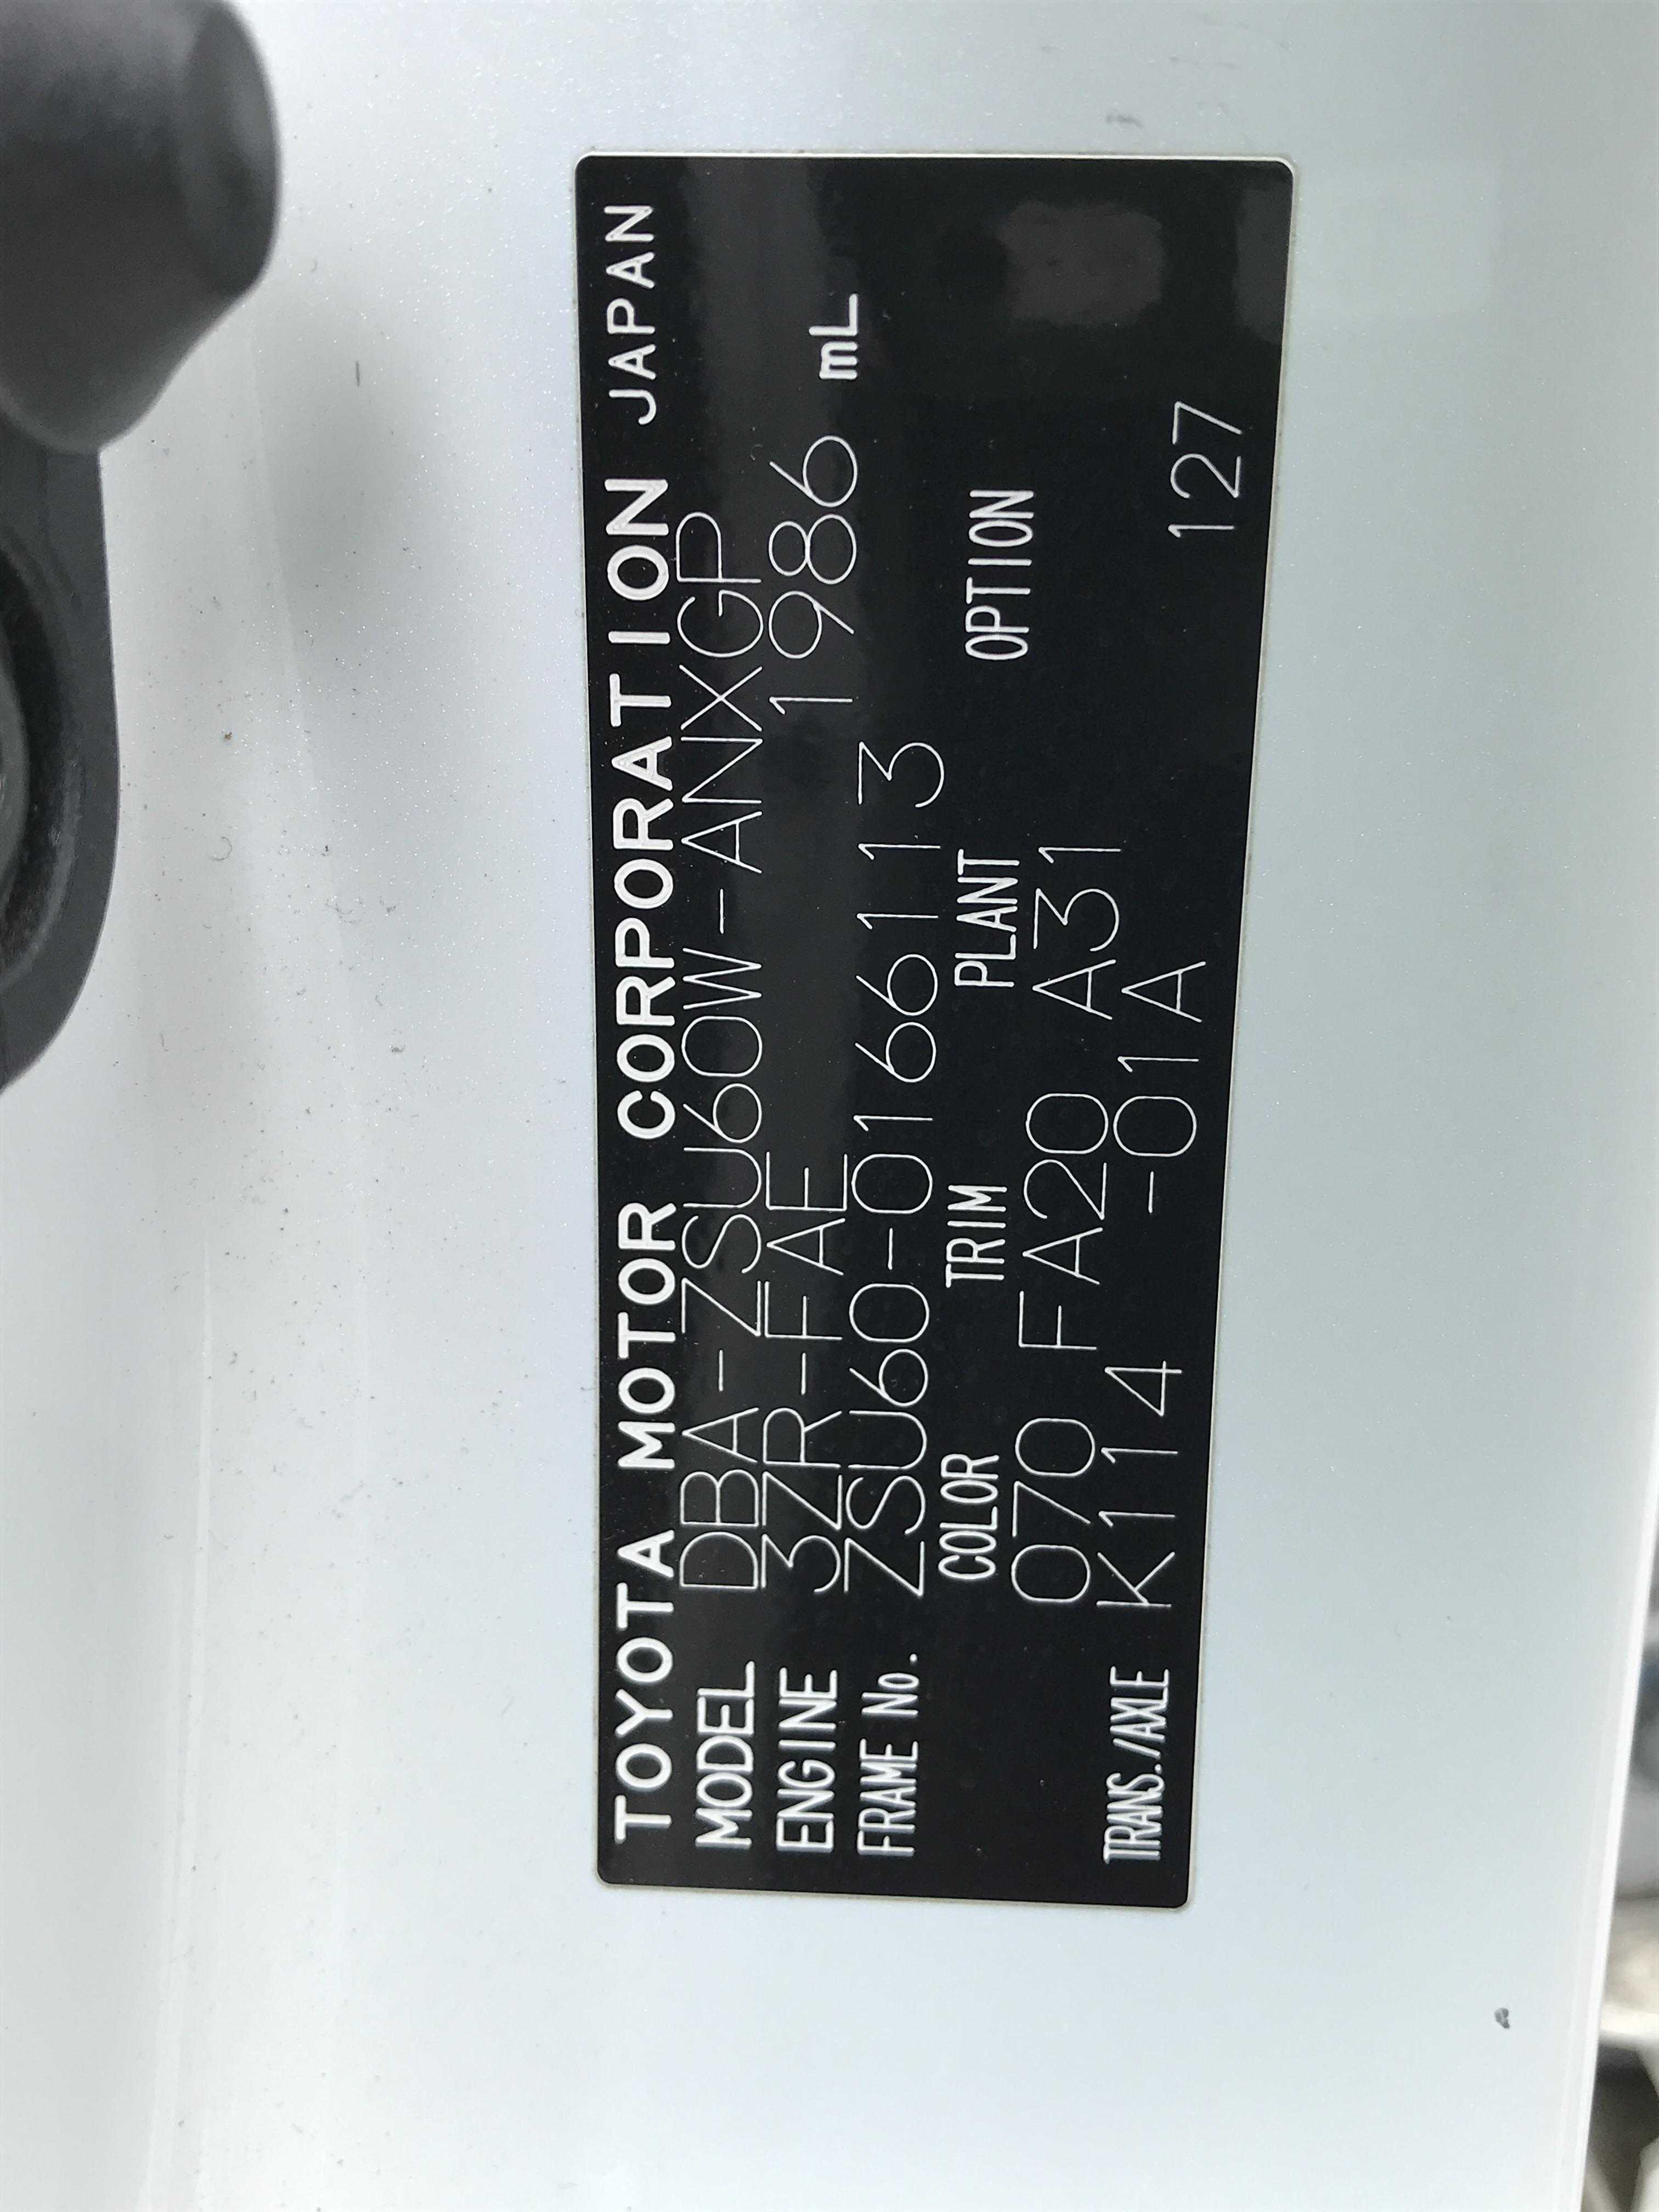 TOYOTA MOTOR CORPORATION JAPAN
MODEL DBA-ZSU60W-ANXGP
ENGINE 3ZR-FAE 1986 mL
FRAME No. ZSU60-0166113
COLOR TRIM PLANT OPTION
070 FA20 A31
TRANS./AXLE K114 -01A
127